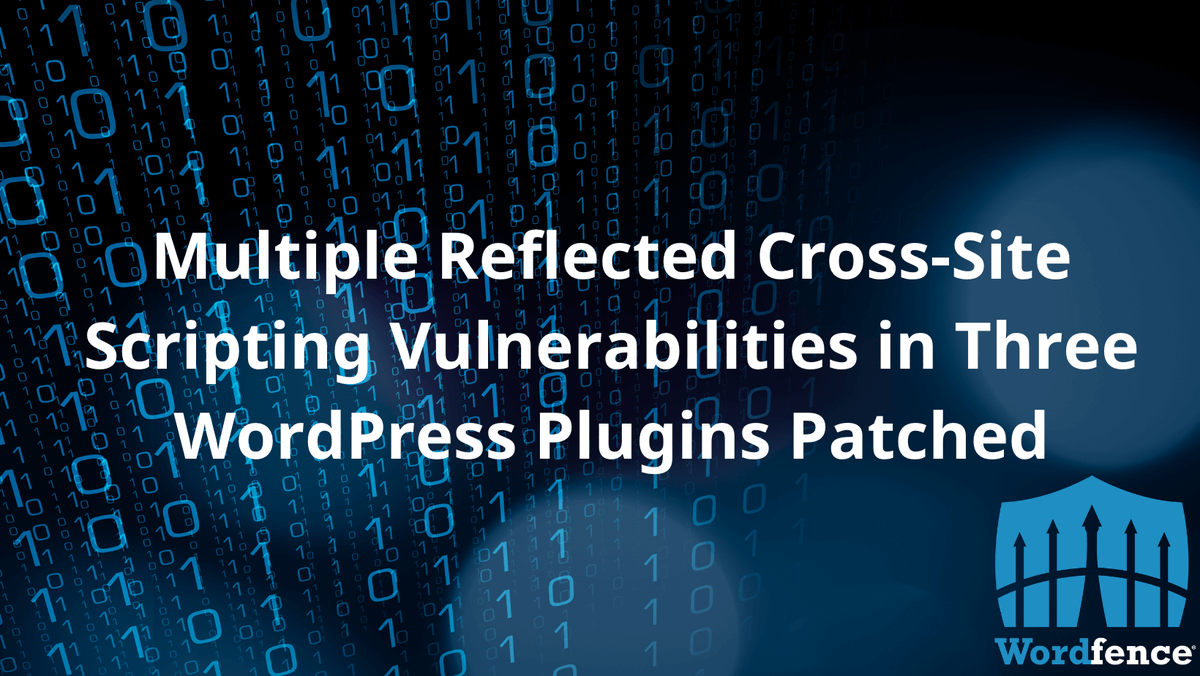 Multiple Reflected Cross-Site
Scripting Vulnerabilities in Three
WordPress Plugins Patched
Wordfence®